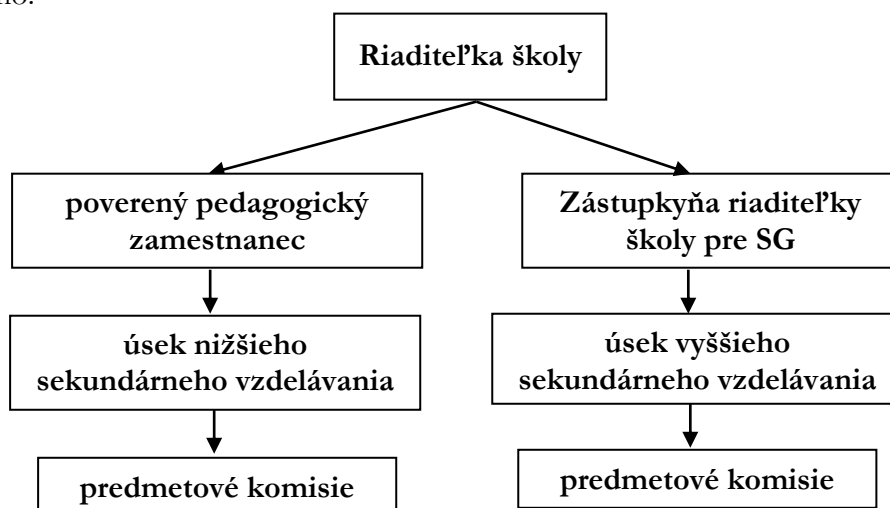 Riaditeľka školy
poverený pedagogický
zamestnanec
Zástupkyňa riaditeľky
školy pre SG
úsek nižšieho
sekundárneho vzdelávania
úsek vyššieho
sekundárneho vzdelávania
predmetové komisie
predmetové komisie